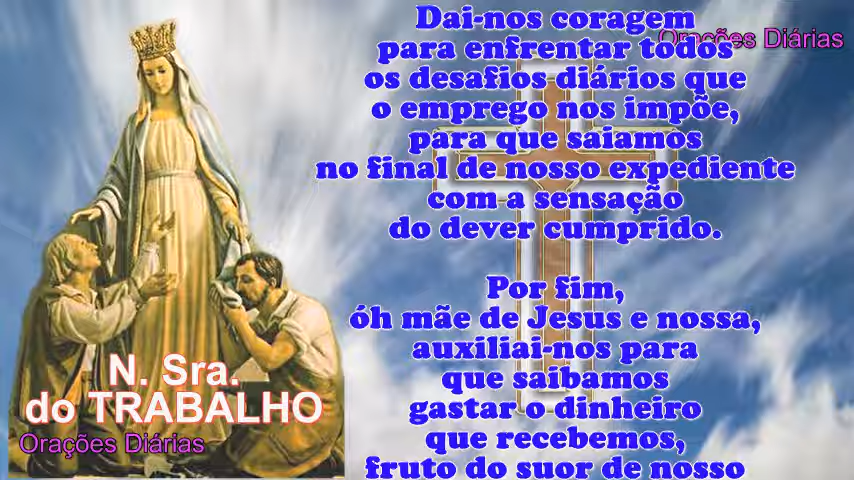 Dai-nos coragem
para enfrentar todos
os desafios diários que
o emprego nos impõe,
para que saiamos
no final de nosso expediente
com a sensação
do dever cumprido.
Por fim,
óh mãe de Jesus e nossa,
auxiliai-nos para
que saibamos
gastar o dinheiro
que recebemos,
fruto do suor de nosso
Orações Diárias
N. Sra.
do TRABALHO
Orações Diárias